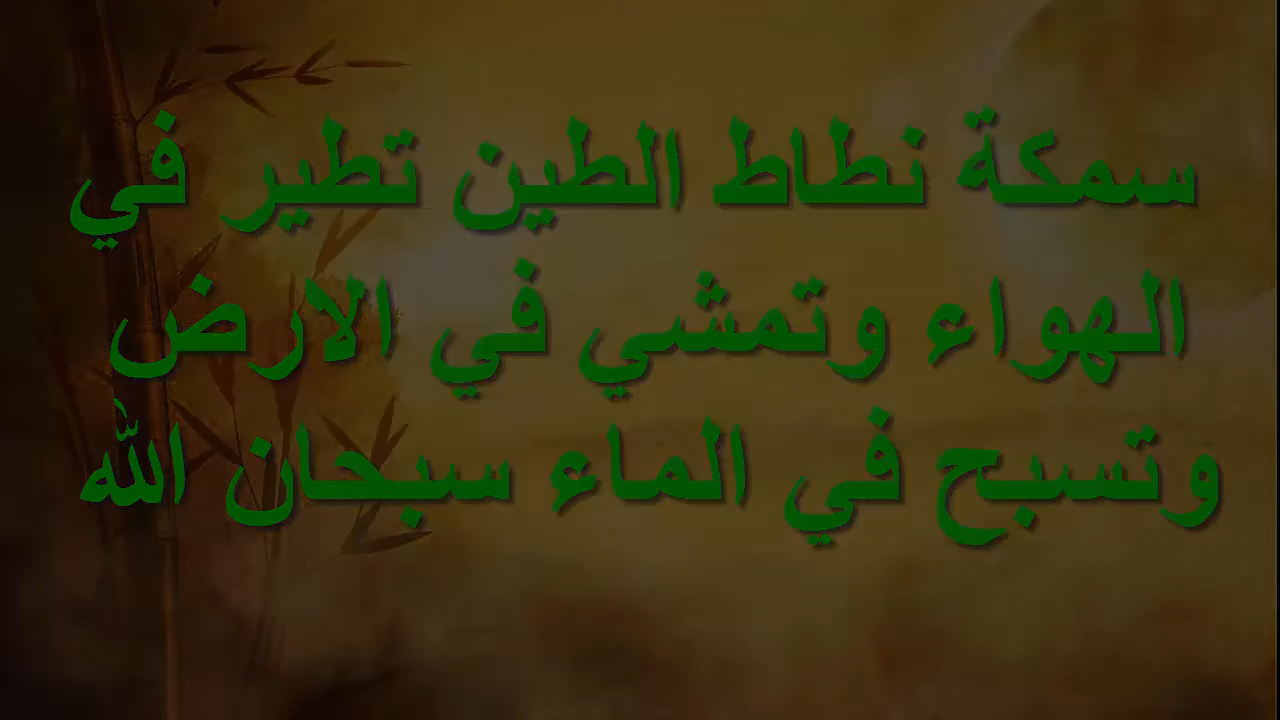 سمكة نطاط الطين تطير في
الهواء وتمشي في الارض
وتسبح في الماء سبحان الله